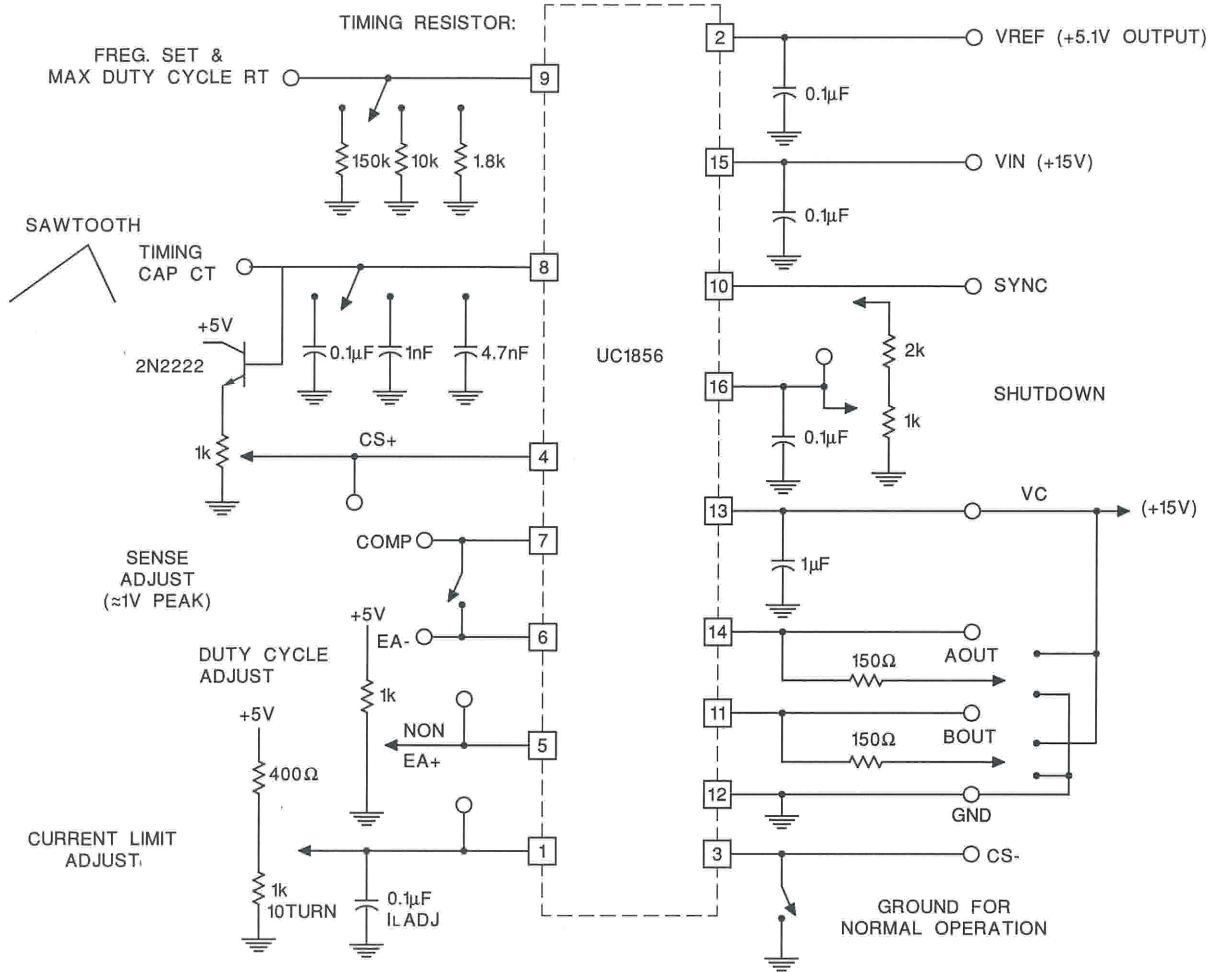 TIMING RESISTOR:
FREG. SET &
MAX DUTY CYCLE RT
9
150k
10k
1.8k
SAWTOOTH
TIMING
CAP CT
8
+5V
2N2222
0.1µF
1nF
4.7nF
1k
CS+
4
COMP
7
SENSE
ADJUST
(≈1V PEAK)
+5V
EA-
6
DUTY CYCLE
ADJUST
1k
+5V
NON
EA+
5
400Ω
CURRENT LIMIT
ADJUST
1
1k
10TURN
0.1µF
IL ADJ
UC1856
2
VREF (+5.1V OUTPUT)
0.1µF
15
VIN (+15V)
0.1µF
10
SYNC
2k
16
SHUTDOWN
0.1µF
1k
13
VC
(+15V)
1µF
14
AOUT
150Ω
11
BOUT
150Ω
12
GND
3
CS-
GROUND FOR
NORMAL OPERATION